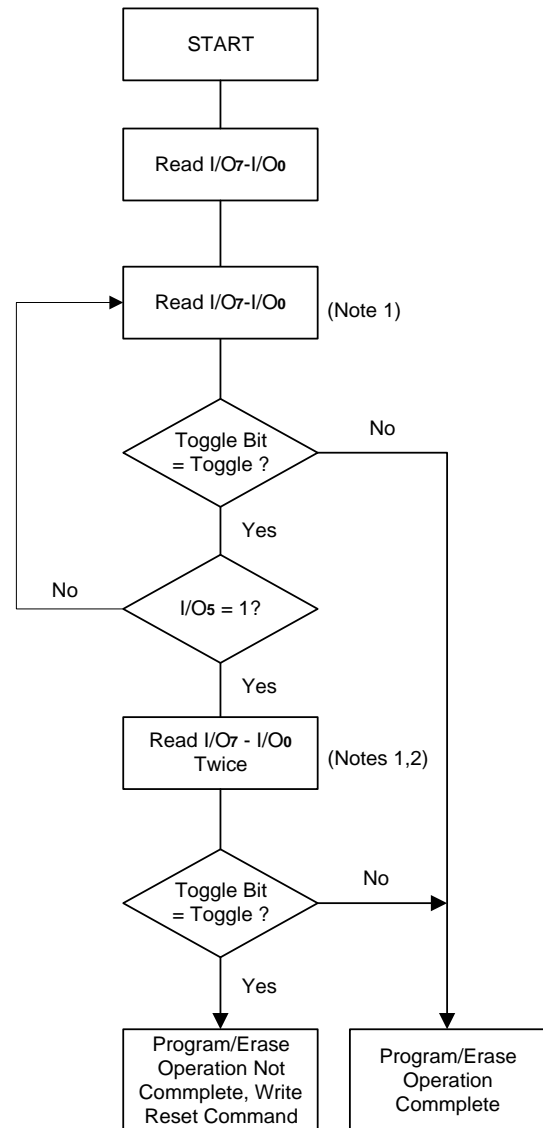 START
Read I/O7-I/O0
Read I/O7-I/O0
(Note 1)
Toggle Bit
= Toggle ?
No
Yes
No
I/O5 = 1?
Yes
Read I/O7 - I/O0
Twice
(Notes 1,2)
Toggle Bit
= Toggle ?
No
Yes
Program/Erase
Operation Not
Commplete, Write
Reset Command
Program/Erase
Operation
Commplete